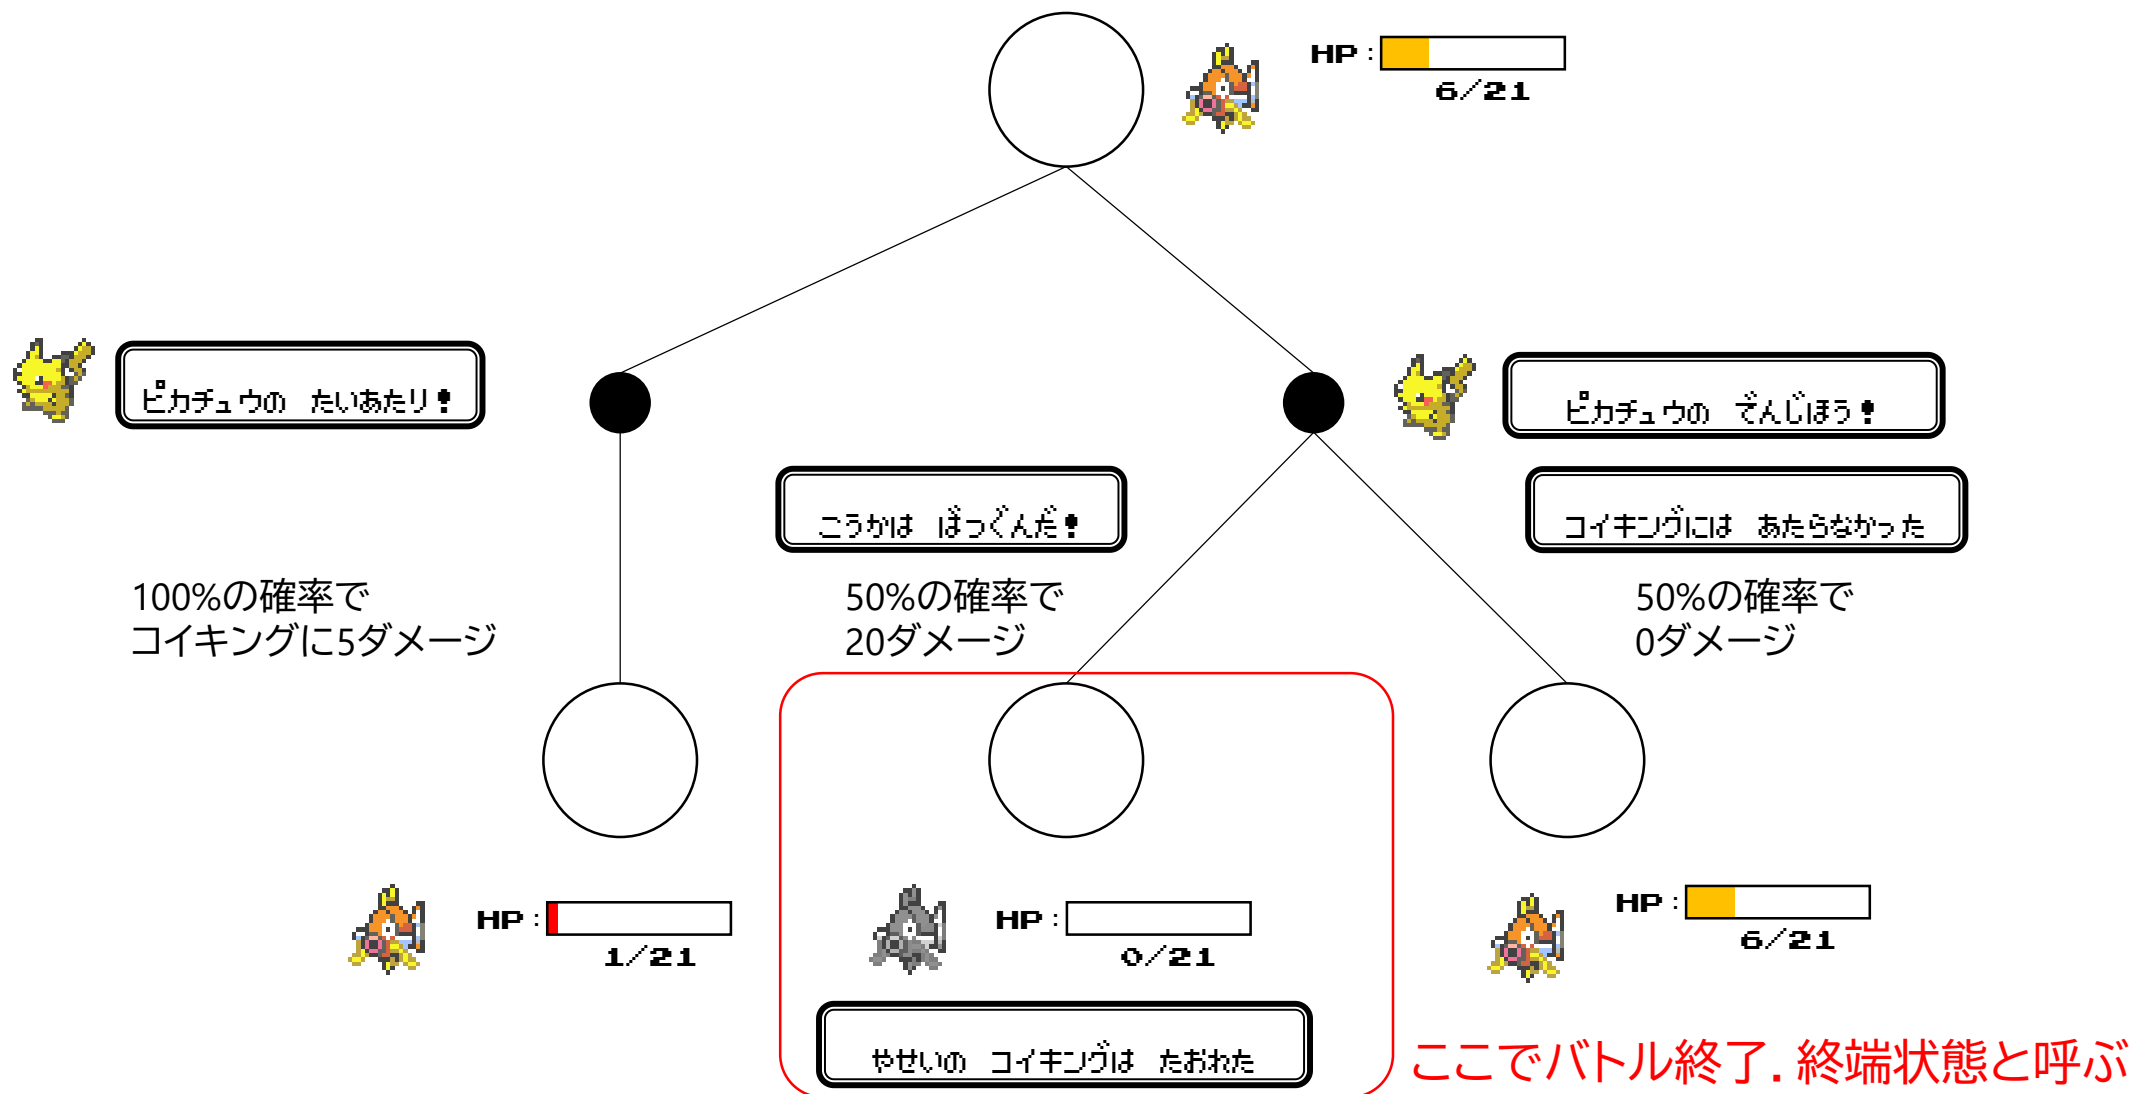 HP : 6/21
ピカチュウの たいあたり!
ピカチュウの でんじほう!
こうかは ばつぐんだ!
コイキングには あたらなかった
100%の確率で
コイキングに5ダメージ
50%の確率で
20ダメージ
50%の確率で
0ダメージ
HP : 1/21
HP : 0/21
HP : 6/21
やせいの コイキングは たおれた
ここでバトル終了. 終端状態と呼ぶ